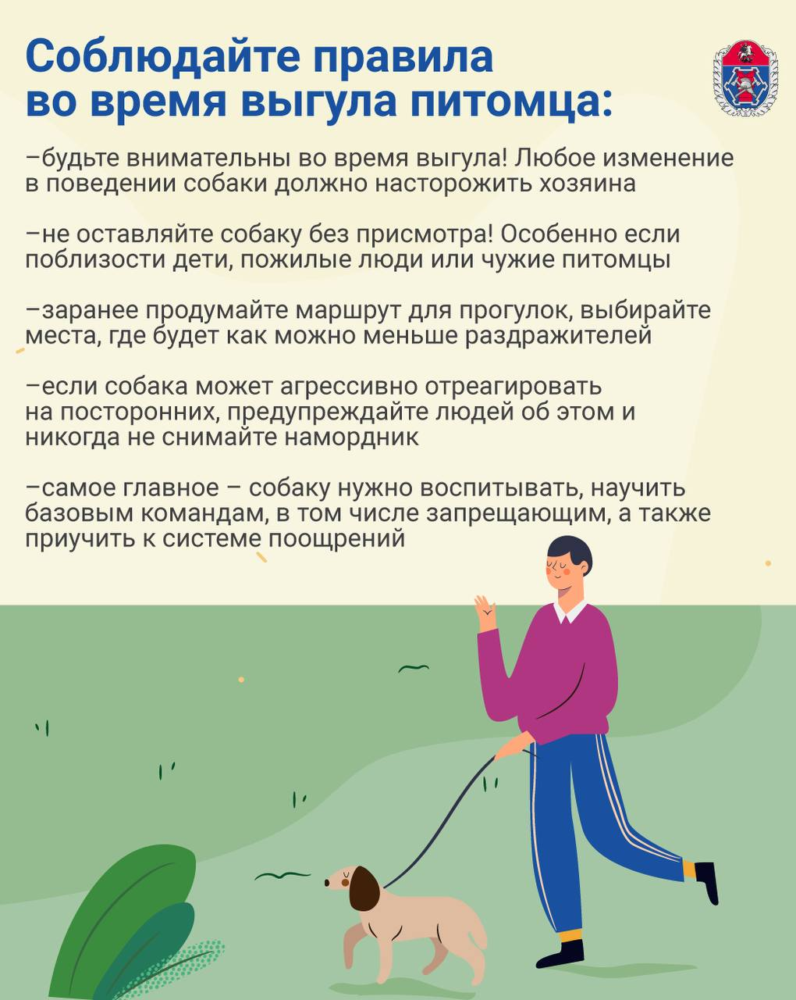 Соблюдайте правила
во время выгула питомца:
–будьте внимательны во время выгула! Любое изменение
в поведении собаки должно насторожить хозяина
–не оставляйте собаку без присмотра! Особенно если
поблизости дети, пожилые люди или чужие питомцы
–заранее продумайте маршрут для прогулок, выбирайте
места, где будет как можно меньше раздражителей
–если собака может агрессивно отреагировать
на посторонних, предупреждайте людей об этом и
никогда не снимайте намордник
–самое главное – собаку нужно воспитывать, научить
базовым командам, в том числе запрещающим, а также
приучить к системе поощрений